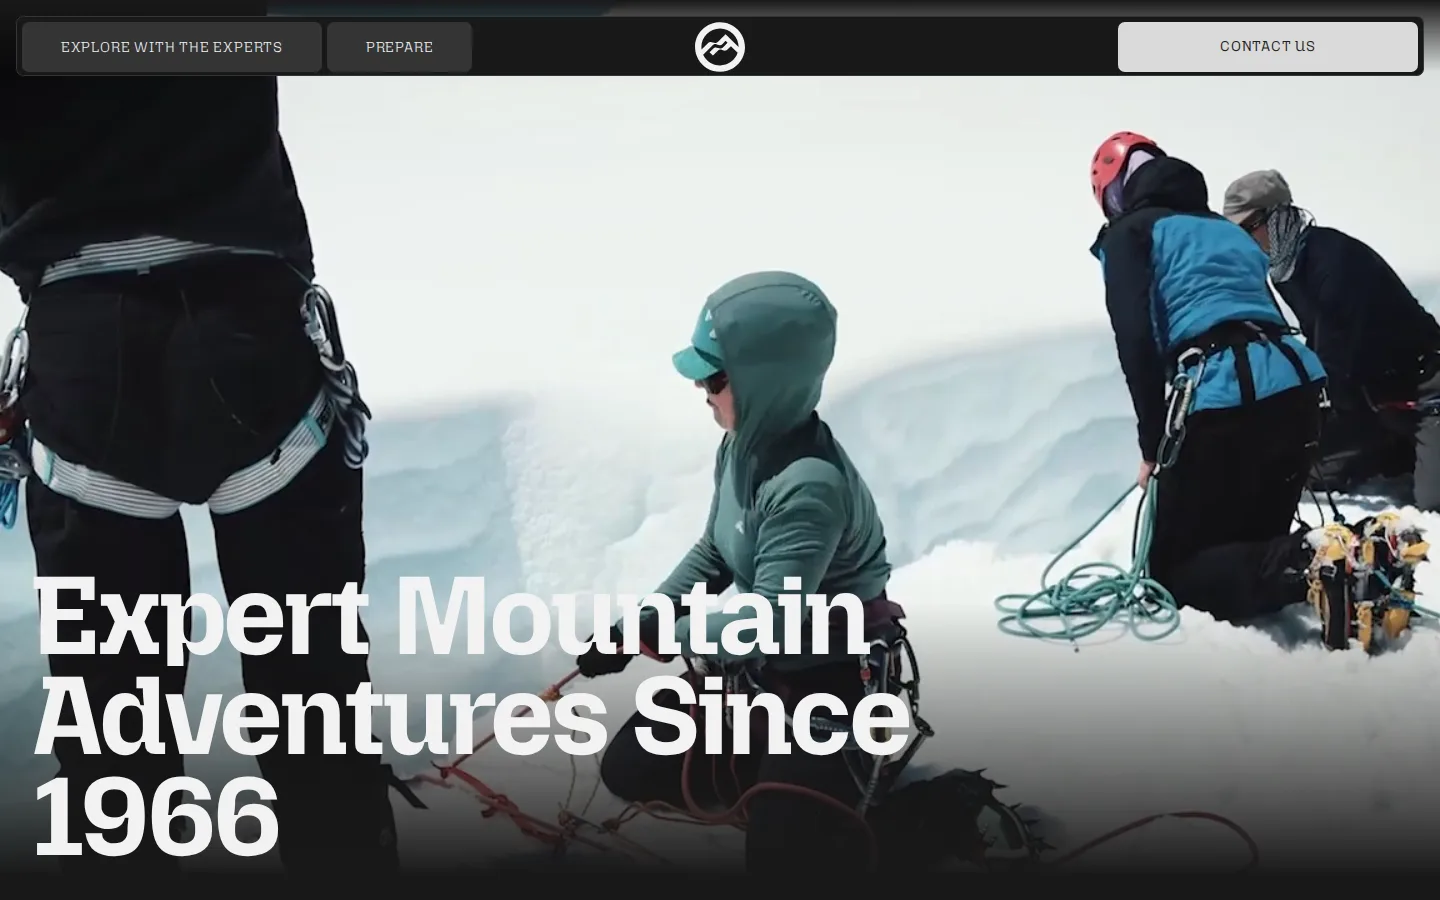 EXPLORE WITH THE EXPERTS
PREPARE
CONTACT US
Expert Mountain
Adventures Since
1966